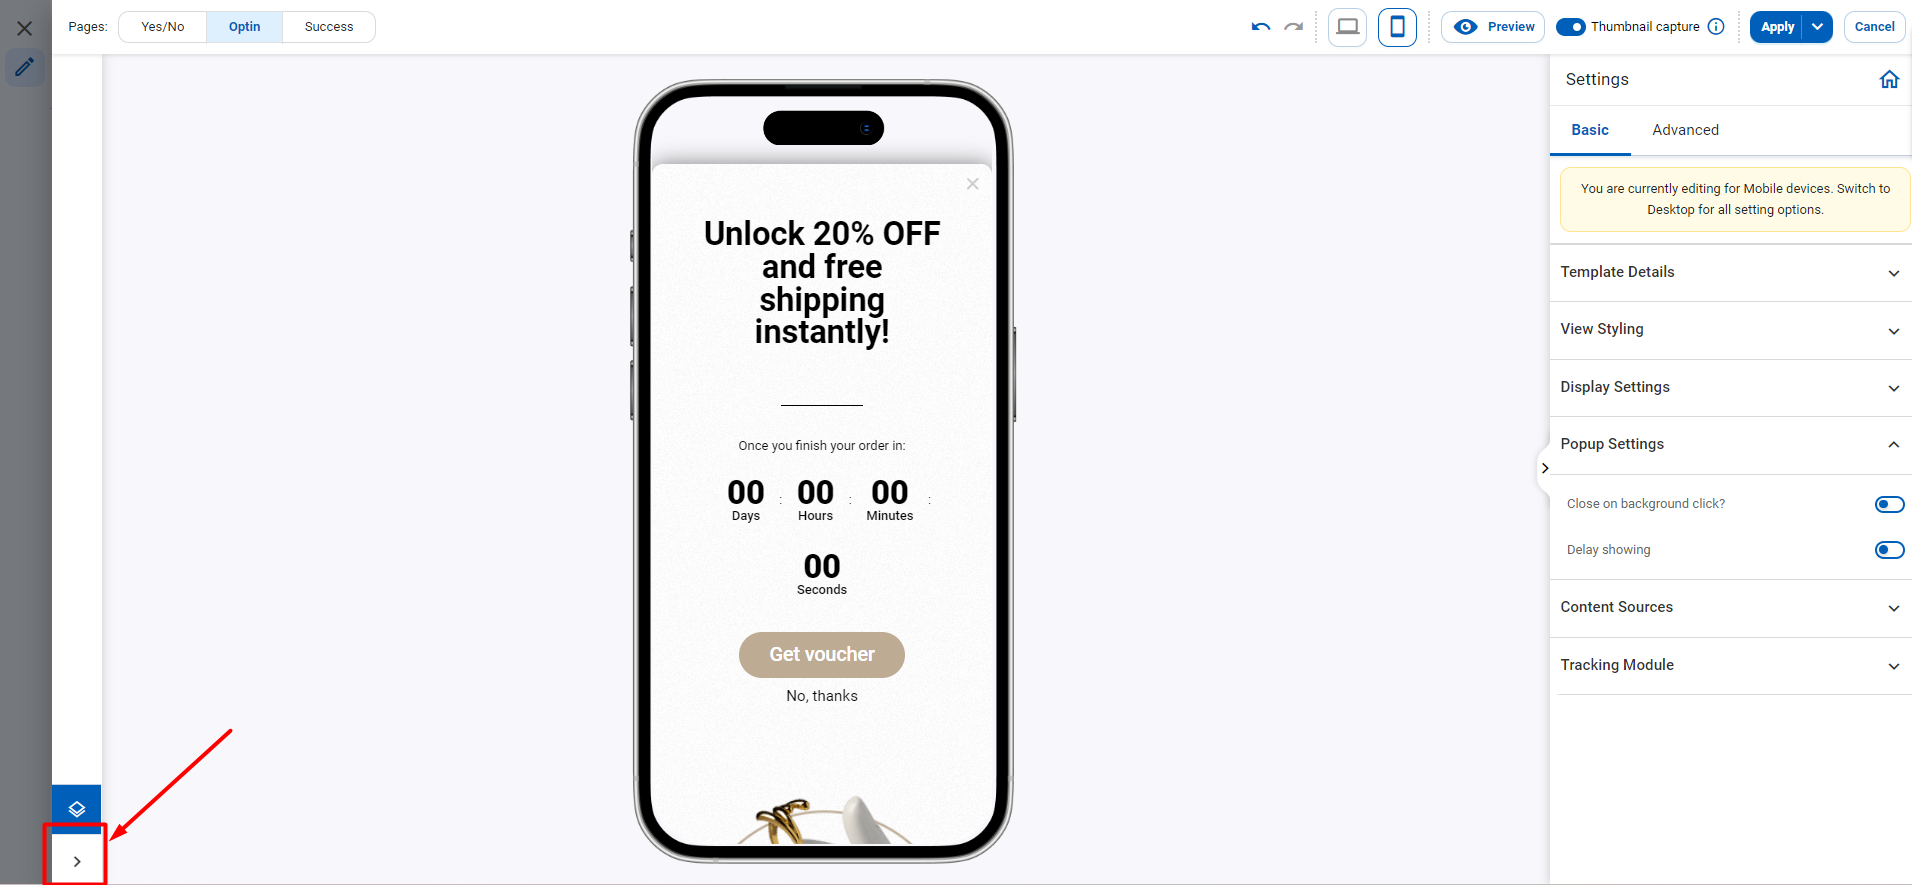 Pages:
Yes/No
Optin
Success
Preview
Thumbnail capture
Apply
Cancel
Unlock 20% OFF
and free
shipping
instantly!
Once you finish your order in:
00 : 00 : 00 :
Days Hours Minutes
00
Seconds
Get voucher
No, thanks
Settings
Basic
Advanced
You are currently editing for Mobile devices. Switch to
Desktop for all setting options.
Template Details
View Styling
Display Settings
Popup Settings
Close on background click?
Delay showing
Content Sources
Tracking Module